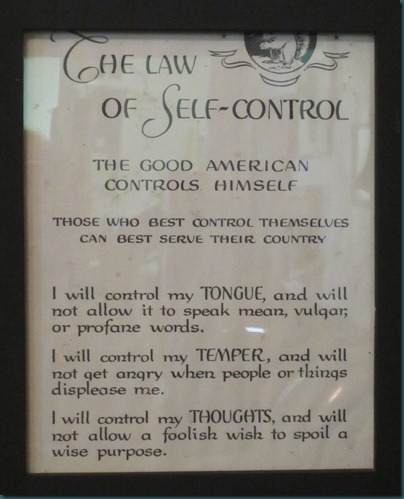 THE LAW
OF SELF-CONTROL
THE GOOD AMERICAN
CONTROLS HIMSELF
THOSE WHO BEST CONTROL THEMSELVES
CAN BEST SERVE THEIR COUNTRY
I will control my TONGUE, and will
not allow it to speak mean, vulgar,
or profane words.
I will control my TEMPER, and will
not get angry when people or things
displease me.
I will control my THOUGHTS, and will
not allow a foolish wish to spoil a
wise purpose.